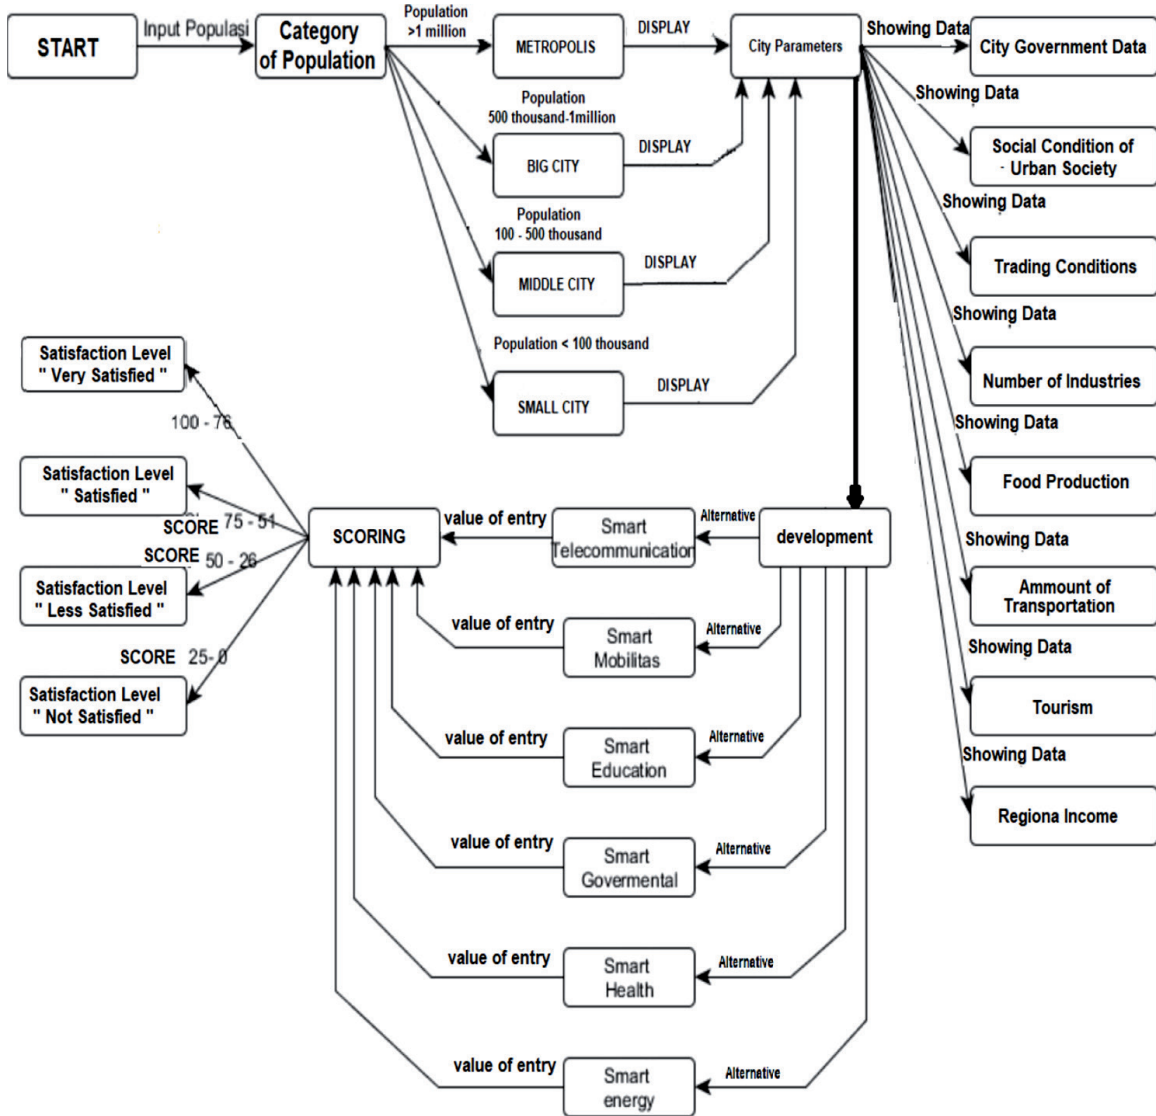 START
Input Populasi
Category
of Population
Population
>1 million
METROPOLIS
DISPLAY
City Parameters
Showing Data
City Government Data
Population
500 thousand-1million
BIG CITY
DISPLAY
Showing Data
Social Condition of
- Urban Society
Population
100 - 500 thousand
MIDDLE CITY
DISPLAY
Showing Data
Trading Conditions
Population < 100 thousand
SMALL CITY
DISPLAY
Showing Data
Number of Industries
Showing Data
Food Production
Showing Data
Ammount of
Transportation
Showing Data
Tourism
Showing Data
Regiona Income
development
Alternative
Smart
Telecommunication
value of entry
Alternative
Smart
Mobilitas
value of entry
Alternative
Smart
Education
value of entry
Alternative
Smart
Govermental
value of entry
Alternative
Smart
Health
value of entry
Alternative
Smart
energy
value of entry
SCORING
100 - 76
Satisfaction Level
" Very Satisfied "
SCORE 75 - 51
Satisfaction Level
" Satisfied "
SCORE 50 - 26
Satisfaction Level
" Less Satisfied "
SCORE 25- 0
Satisfaction Level
" Not Satisfied "